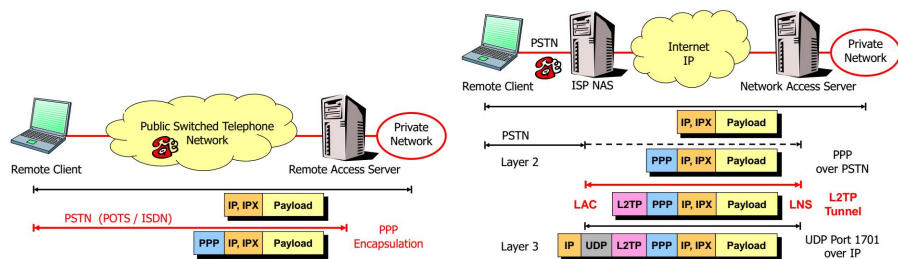 Public Switched Telephone
Network
Private
Network
Remote Client
Remote Access Server
IP, IPX
Payload
PSTN (POTS / ISDN)
PPP
Encapsulation
PPP
IP, IPX
Payload
PSTN
Internet
IP
Private
Network
Remote Client
ISP NAS
Network Access Server
IP, IPX
Payload
PSTN
Layer 2
PPP
IP, IPX
Payload
PPP
over PSTN
LAC
L2TP
PPP
IP, IPX
Payload
LNS
L2TP
Tunnel
Layer 3
IP
UDP
L2TP
PPP
IP, IPX
Payload
UDP Port 1701
over IP